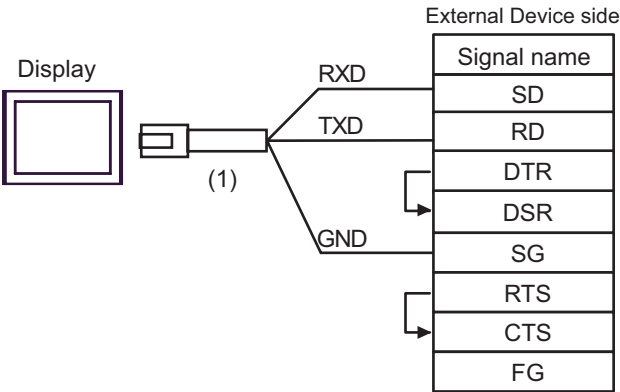 External Device side
Display
Signal name
RXD
SD
TXD
RD
(1)
DTR
DSR
GND
SG
RTS
CTS
FG